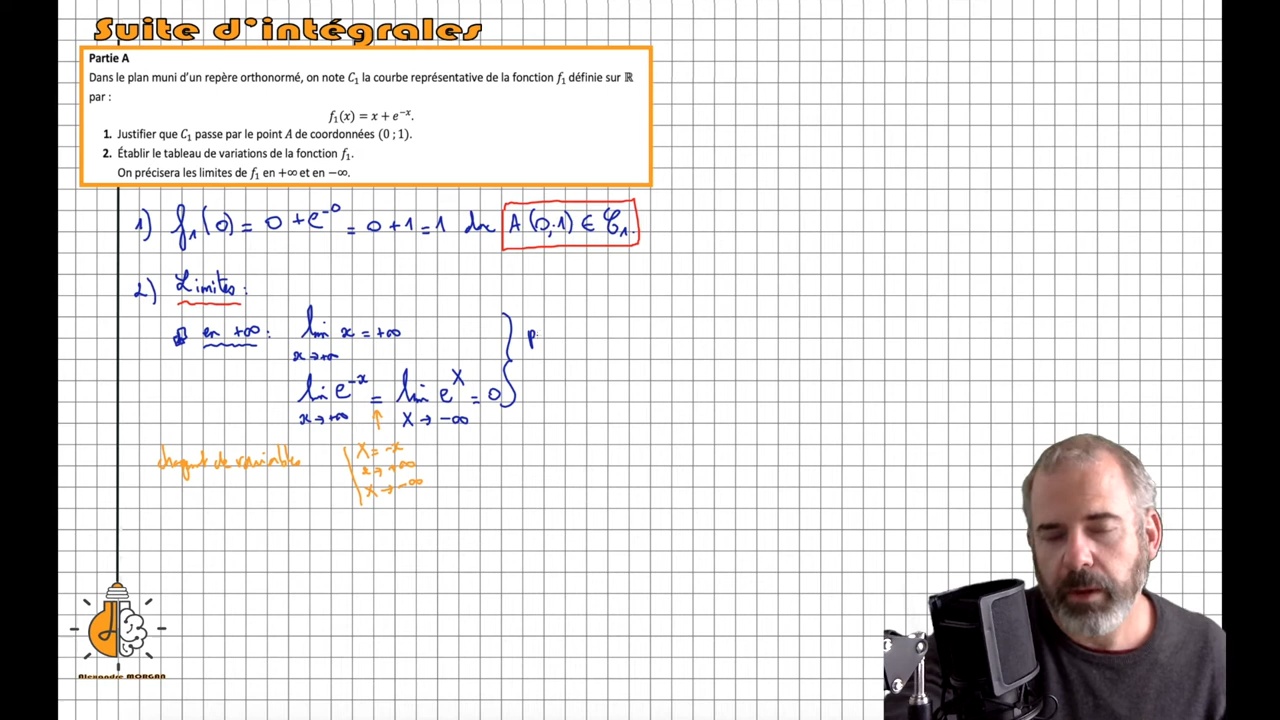 Suite d'intégrales
Partie A
Dans le plan muni d'un repère orthonormé, on note C₁ la courbe représentative de la fonction f₁ définie sur ℝ
par :
f₁(x) = x + e⁻ˣ.
1. Justifier que C₁ passe par le point A de coordonnées (0 ; 1).
2. Établir le tableau de variations de la fonction f₁.
On précisera les limites de f₁ en +∞ et en −∞.
1) f₁(0) = 0 + e⁻⁰ = 0 + 1 = 1 donc A(0;1) ∈ C₁.
2) Limites :
en +∞ : lim x = +∞
x→+∞
lim e⁻ˣ = lim eˣ = 0 } p
x→+∞ X→−∞
changmt de variables X = −x
x→+∞
X→−∞
Alexandre MORGAN